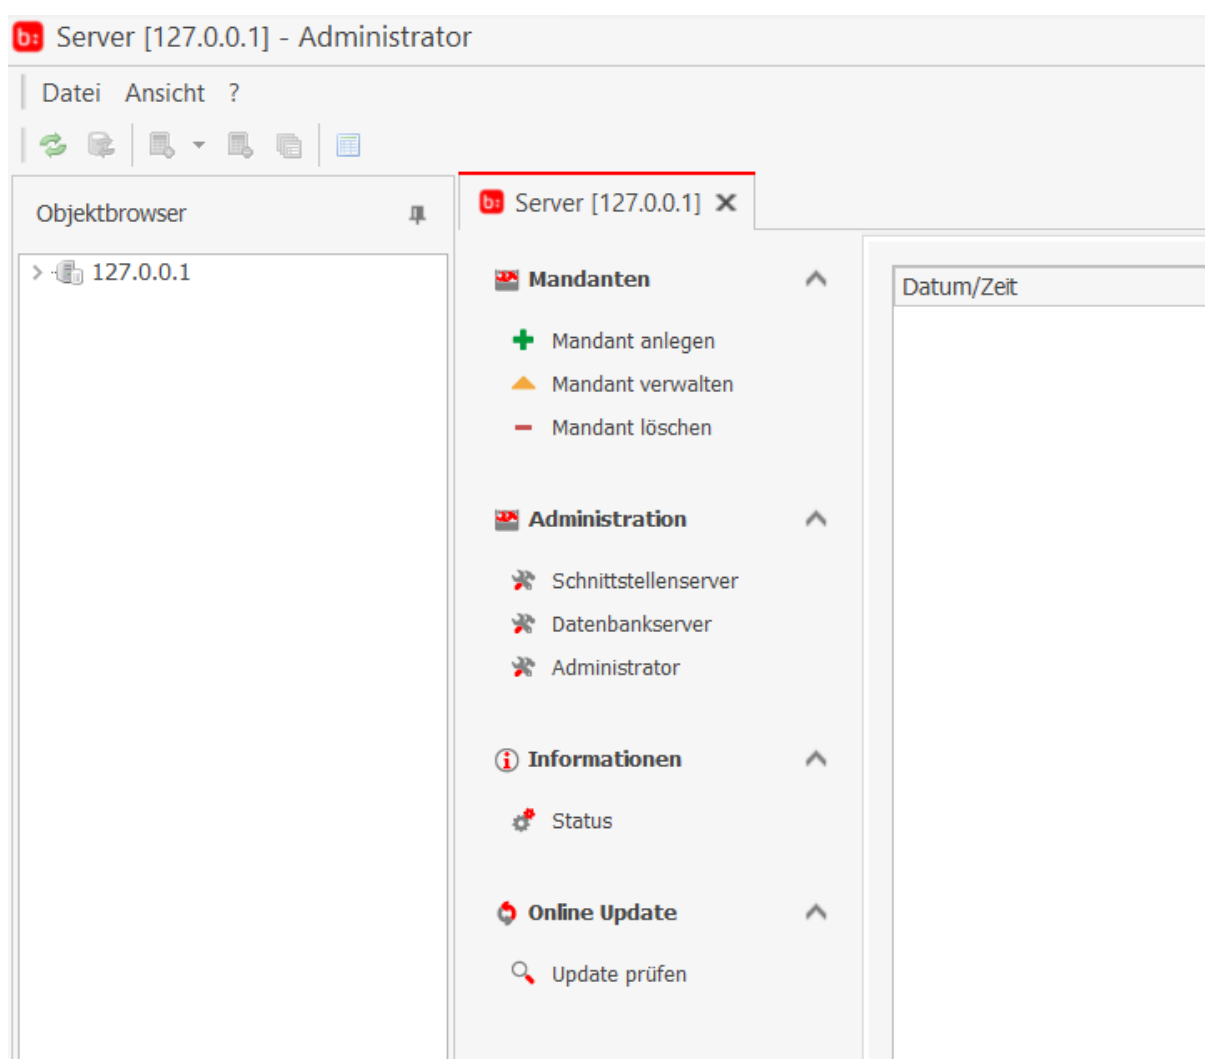 b: Server [127.0.0.1] - Administrator
Datei Ansicht ?
Objektbrowser
127.0.0.1
b: Server [127.0.0.1]
Mandanten
Mandant anlegen
Mandant verwalten
Mandant löschen
Administration
Schnittstellenserver
Datenbankserver
Administrator
Informationen
Status
Online Update
Update prüfen
Datum/Zeit